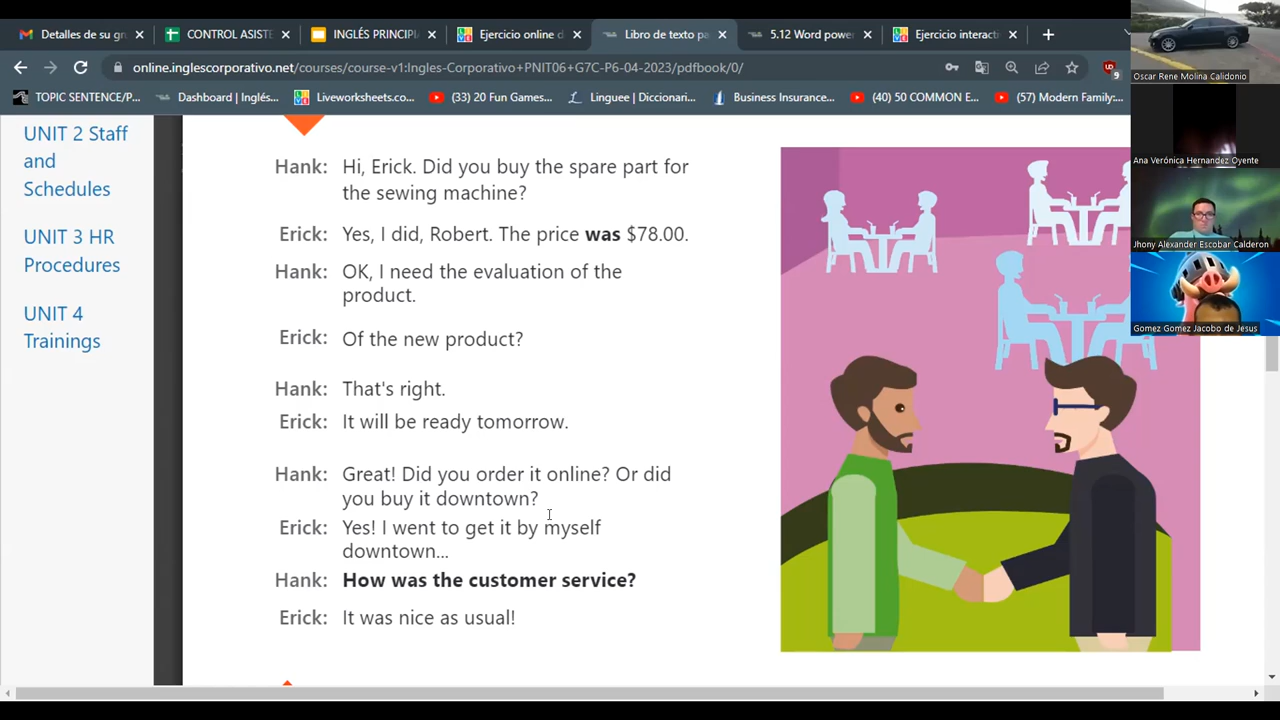 Detalles de su gr
CONTROL ASISTE
INGLÉS PRINCIPI
Ejercicio online d
Libro de texto pa
5.12 Word power
Ejercicio interact
online.inglescorporativo.net/courses/course-v1:Ingles-Corporativo+PNIT06+G7C-P6-04-2023/pdfbook/0/
9
TOPIC SENTENCE/P...
Dashboard | Inglés...
Liveworksheets.co...
(33) 20 Fun Games...
Linguee | Diccionari...
Business Insurance...
(40) 50 COMMON E...
(57) Modern Family:...
Oscar Rene Molina Calidonio
Ana Verónica Hernandez Oyente
Jhony Alexander Escobar Calderon
Gomez Gomez Jacobo de Jesus
UNIT 2 Staff
and
Schedules
UNIT 3 HR
Procedures
UNIT 4
Trainings
Hank: Hi, Erick. Did you buy the spare part for
the sewing machine?
Erick: Yes, I did, Robert. The price was $78.00.
Hank: OK, I need the evaluation of the
product.
Erick: Of the new product?
Hank: That's right.
Erick: It will be ready tomorrow.
Hank: Great! Did you order it online? Or did
you buy it downtown?
Erick: Yes! I went to get it by myself
downtown...
Hank: How was the customer service?
Erick: It was nice as usual!